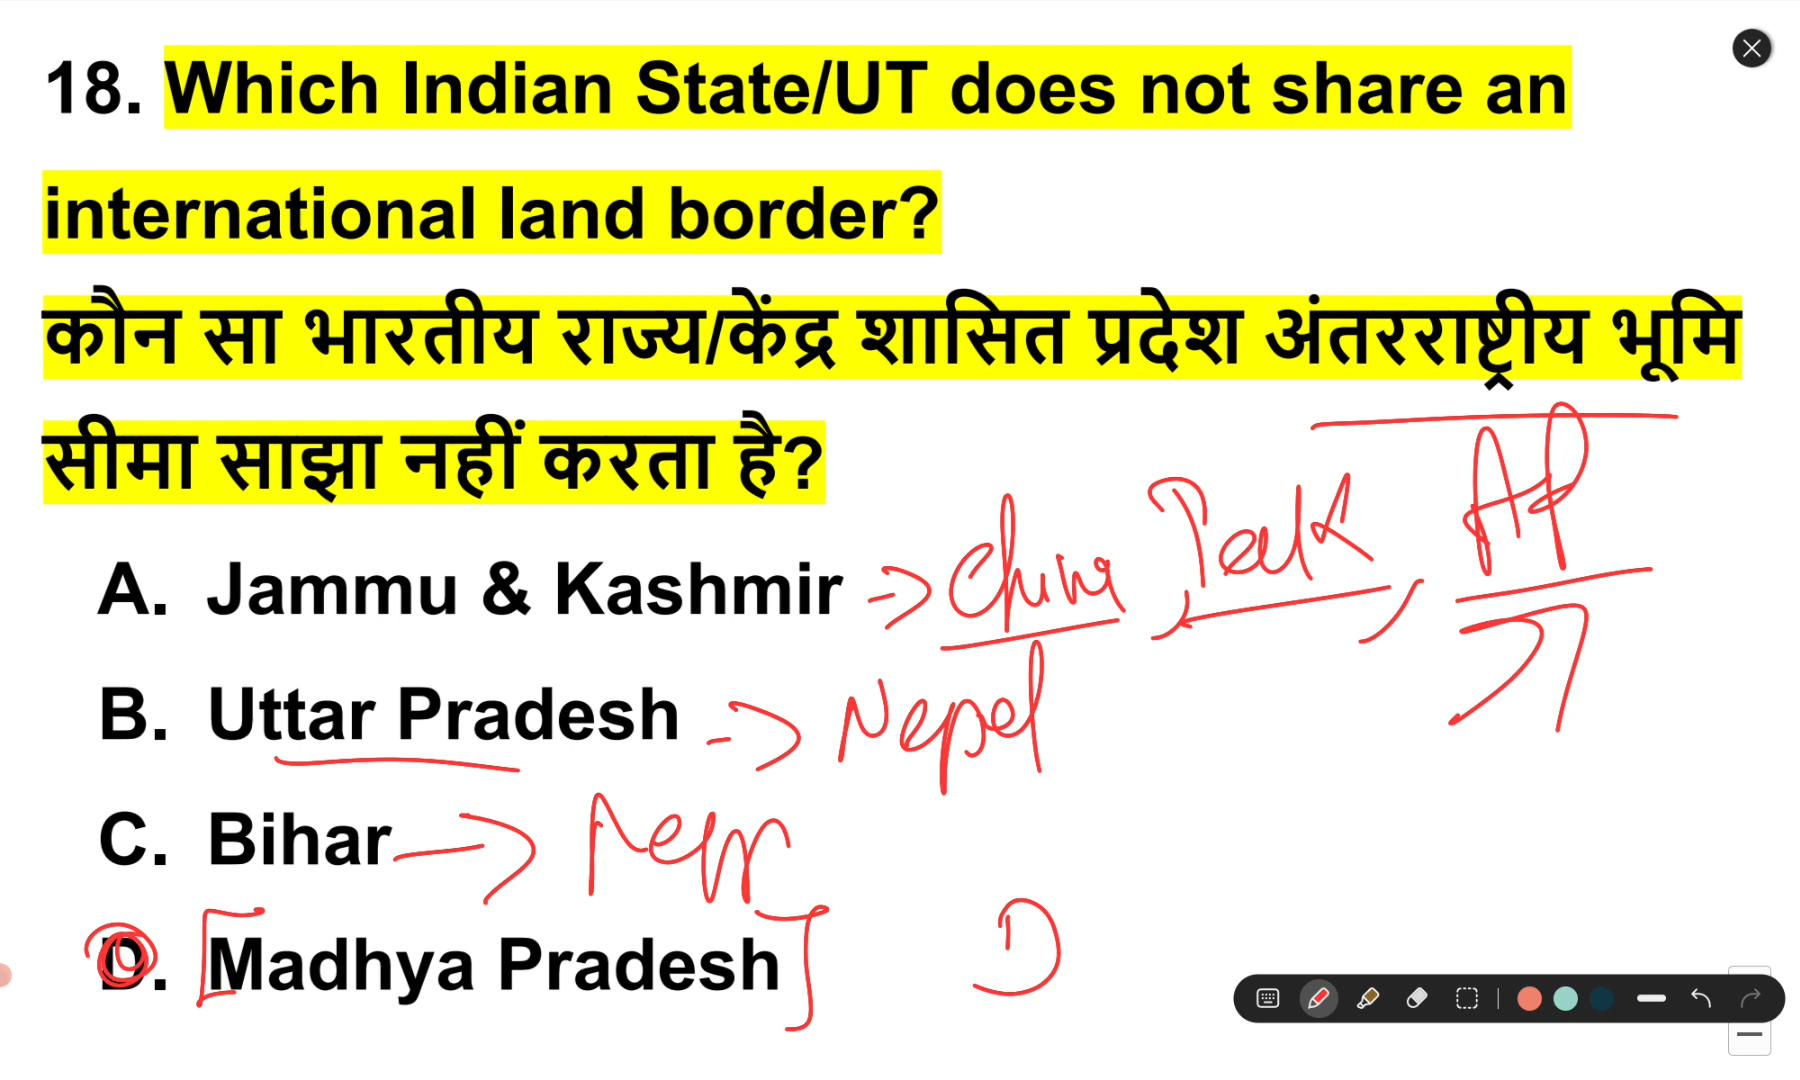 18. Which Indian State/UT does not share an
international land border?
कौन सा भारतीय राज्य/केंद्र शासित प्रदेश अंतरराष्ट्रीय भूमि
सीमा साझा नहीं करता है?
A. Jammu & Kashmir -> China,
B. Uttar Pradesh -> Nepal
C. Bihar ->
D. [Madhya Pradesh] D